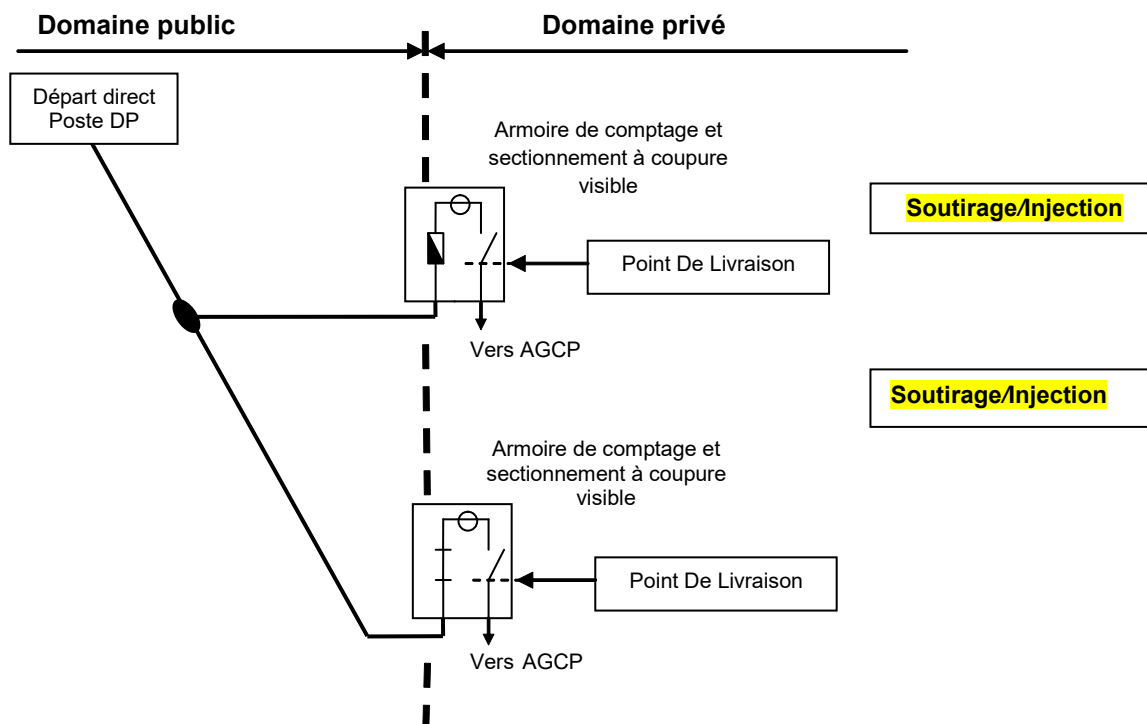 Domaine public
Domaine privé
Départ direct
Poste DP
Armoire de comptage et
sectionnement à coupure
visible
Soutirage/Injection
Point De Livraison
Vers AGCP
Soutirage/Injection
Armoire de comptage et
sectionnement à coupure
visible
Point De Livraison
Vers AGCP